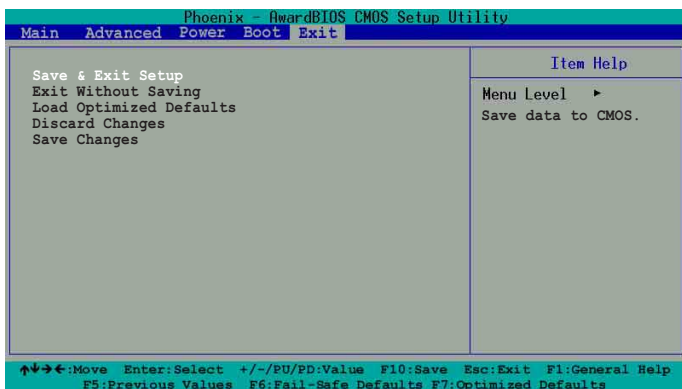 Phoenix - AwardBIOS CMOS Setup Utility
Main Advanced Power Boot Exit
Save & Exit Setup
Exit Without Saving
Load Optimized Defaults
Discard Changes
Save Changes
Item Help
Menu Level ►
Save data to CMOS.
↑↓→←:Move Enter:Select +/-/PU/PD:Value F10:Save Esc:Exit F1:General Help
F5:Previous Values F6:Fail-Safe Defaults F7:Optimized Defaults